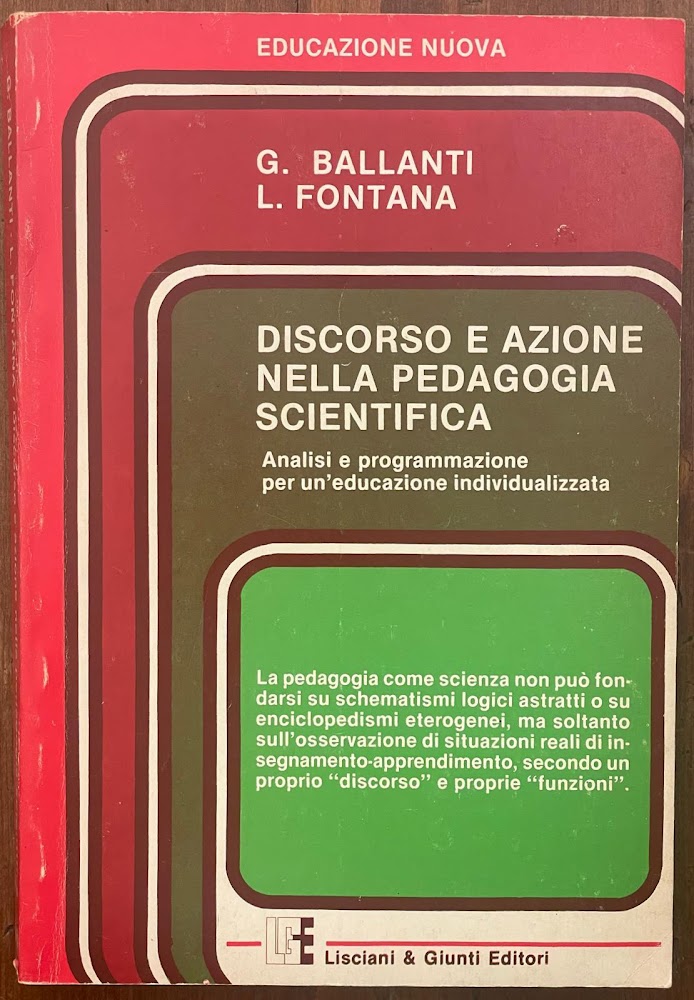 EDUCAZIONE NUOVA
G. BALLANTI
L. FONTANA
DISCORSO E AZIONE
NELLA PEDAGOGIA
SCIENTIFICA
Analisi e programmazione
per un'educazione individualizzata
La pedagogia come scienza non può fon-
darsi su schematismi logici astratti o su
enciclopedismi eterogenei, ma soltanto
sull'osservazione di situazioni reali di in-
segnamento-apprendimento, secondo un
proprio “discorso” e proprie “funzioni”.
Lisciani & Giunti Editori
G. BALLANTI - L. FONTANA